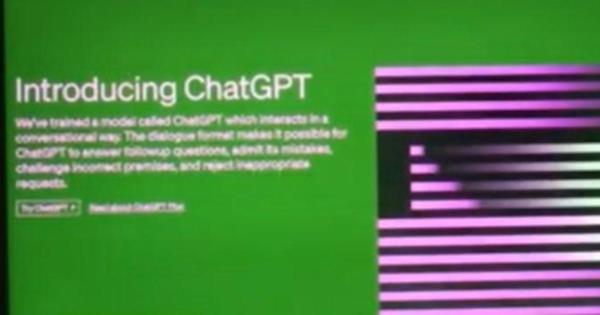 Introducing ChatGPT
We've trained a model called ChatGPT which interacts in a
conversational way. The dialogue format makes it possible for
ChatGPT to answer followup questions, admit its mistakes,
challenge incorrect premises, and reject inappropriate
requests.
Try ChatGPT ↗ Read about ChatGPT Plus